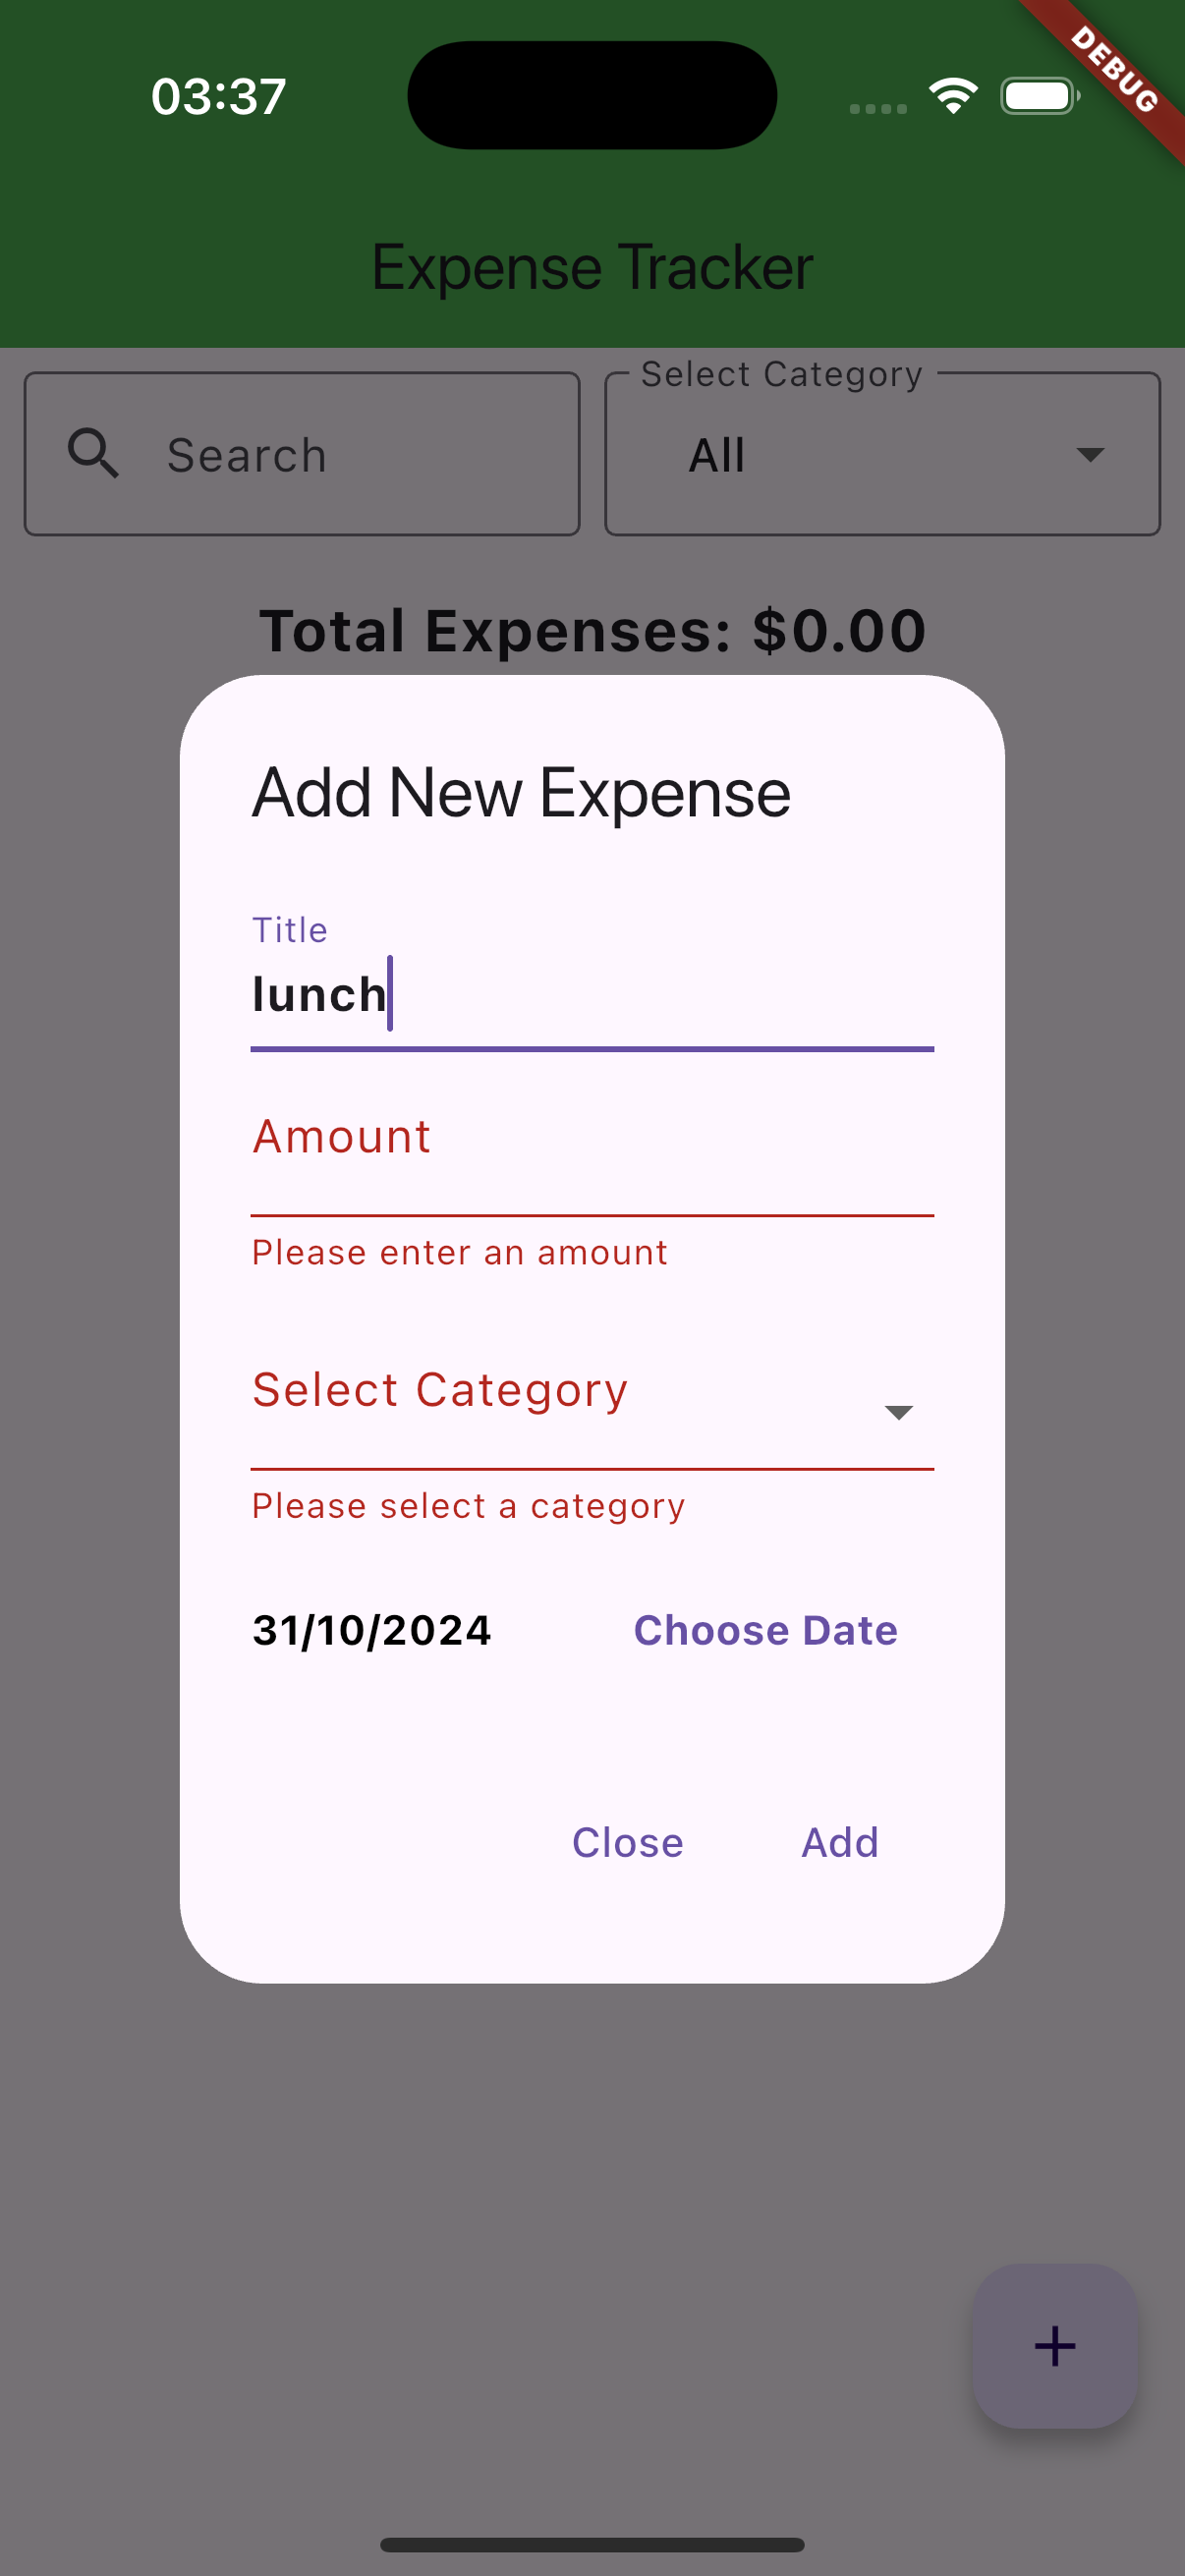 03:37
DEBUG
Expense Tracker
Select Category
Search
All
Total Expenses: $0.00
Add New Expense
Title
lunch
Amount
Please enter an amount
Select Category
Please select a category
31/10/2024 Choose Date
Close Add
+